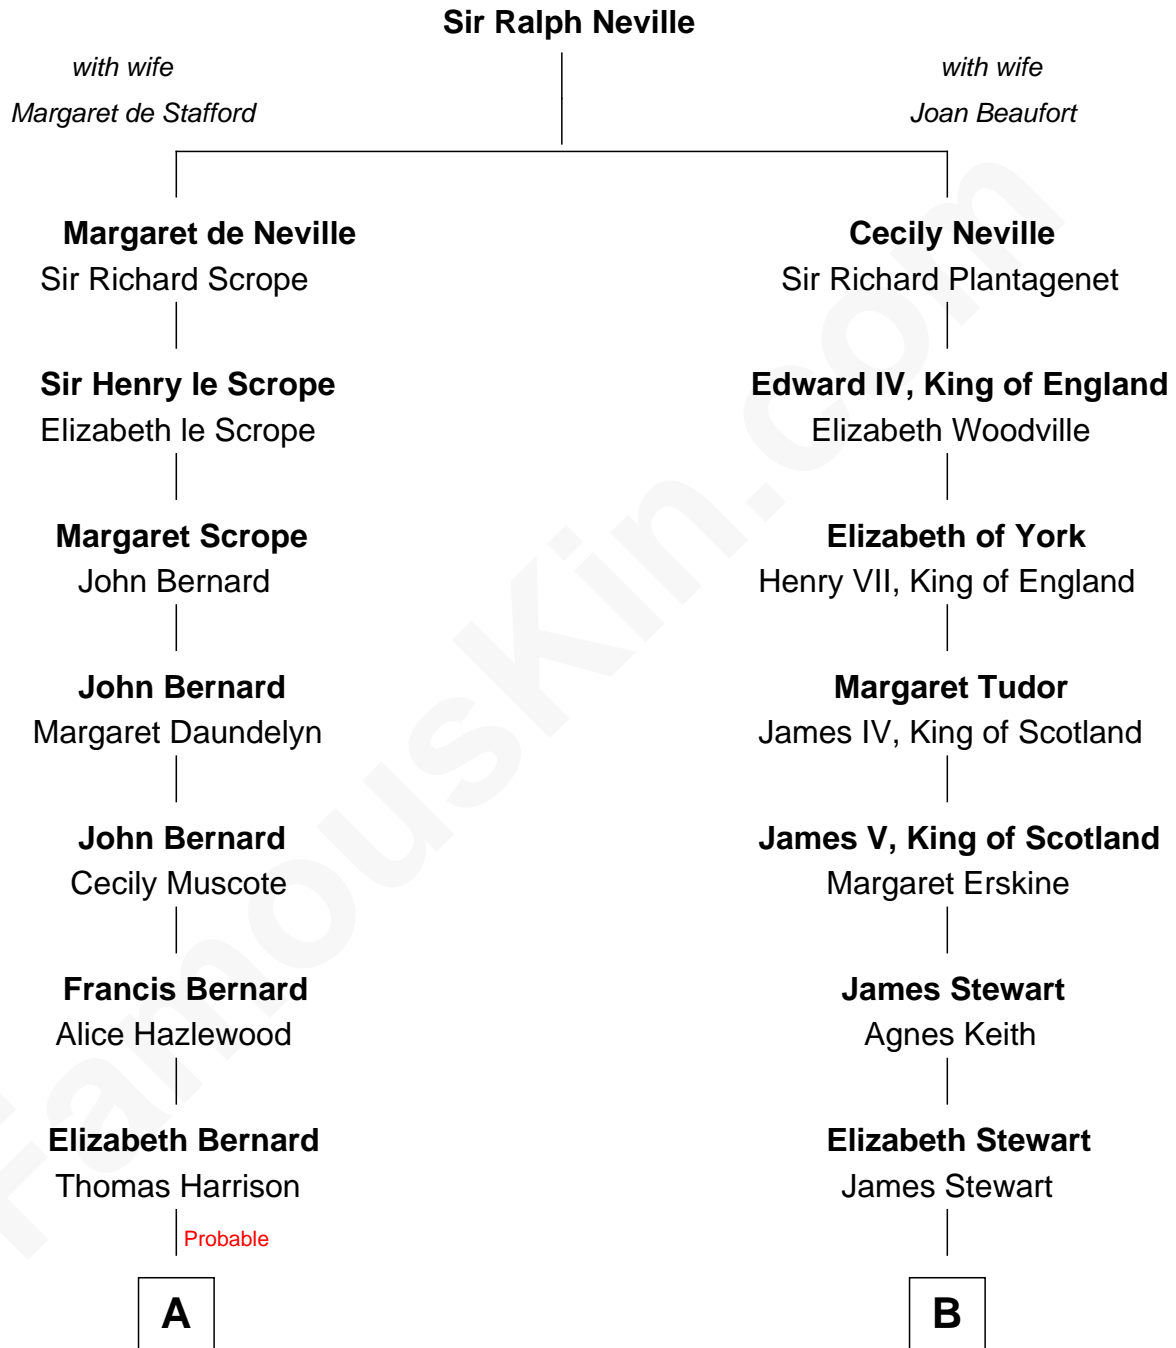 Sir Ralph Neville
with wife
Margaret de Stafford
with wife
Joan Beaufort
Margaret de Neville
Sir Richard Scrope
Cecily Neville
Sir Richard Plantagenet
Sir Henry le Scrope
Elizabeth le Scrope
Edward IV, King of England
Elizabeth Woodville
Margaret Scrope
John Bernard
Elizabeth of York
Henry VII, King of England
John Bernard
Margaret Daundelyn
Margaret Tudor
James IV, King of Scotland
John Bernard
Cecily Muscote
James V, King of Scotland
Margaret Erskine
Francis Bernard
Alice Hazlewood
James Stewart
Agnes Keith
Elizabeth Bernard
Thomas Harrison
Elizabeth Stewart
James Stewart
Probable
A
B
FamousKin.com